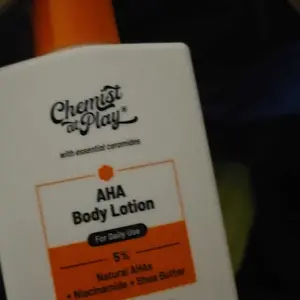 Chemist
at Play®
with essential ceramides
AHA
Body Lotion
For Daily Use
5%
Natural AHAs
+ Niacinamide + Shea Butter